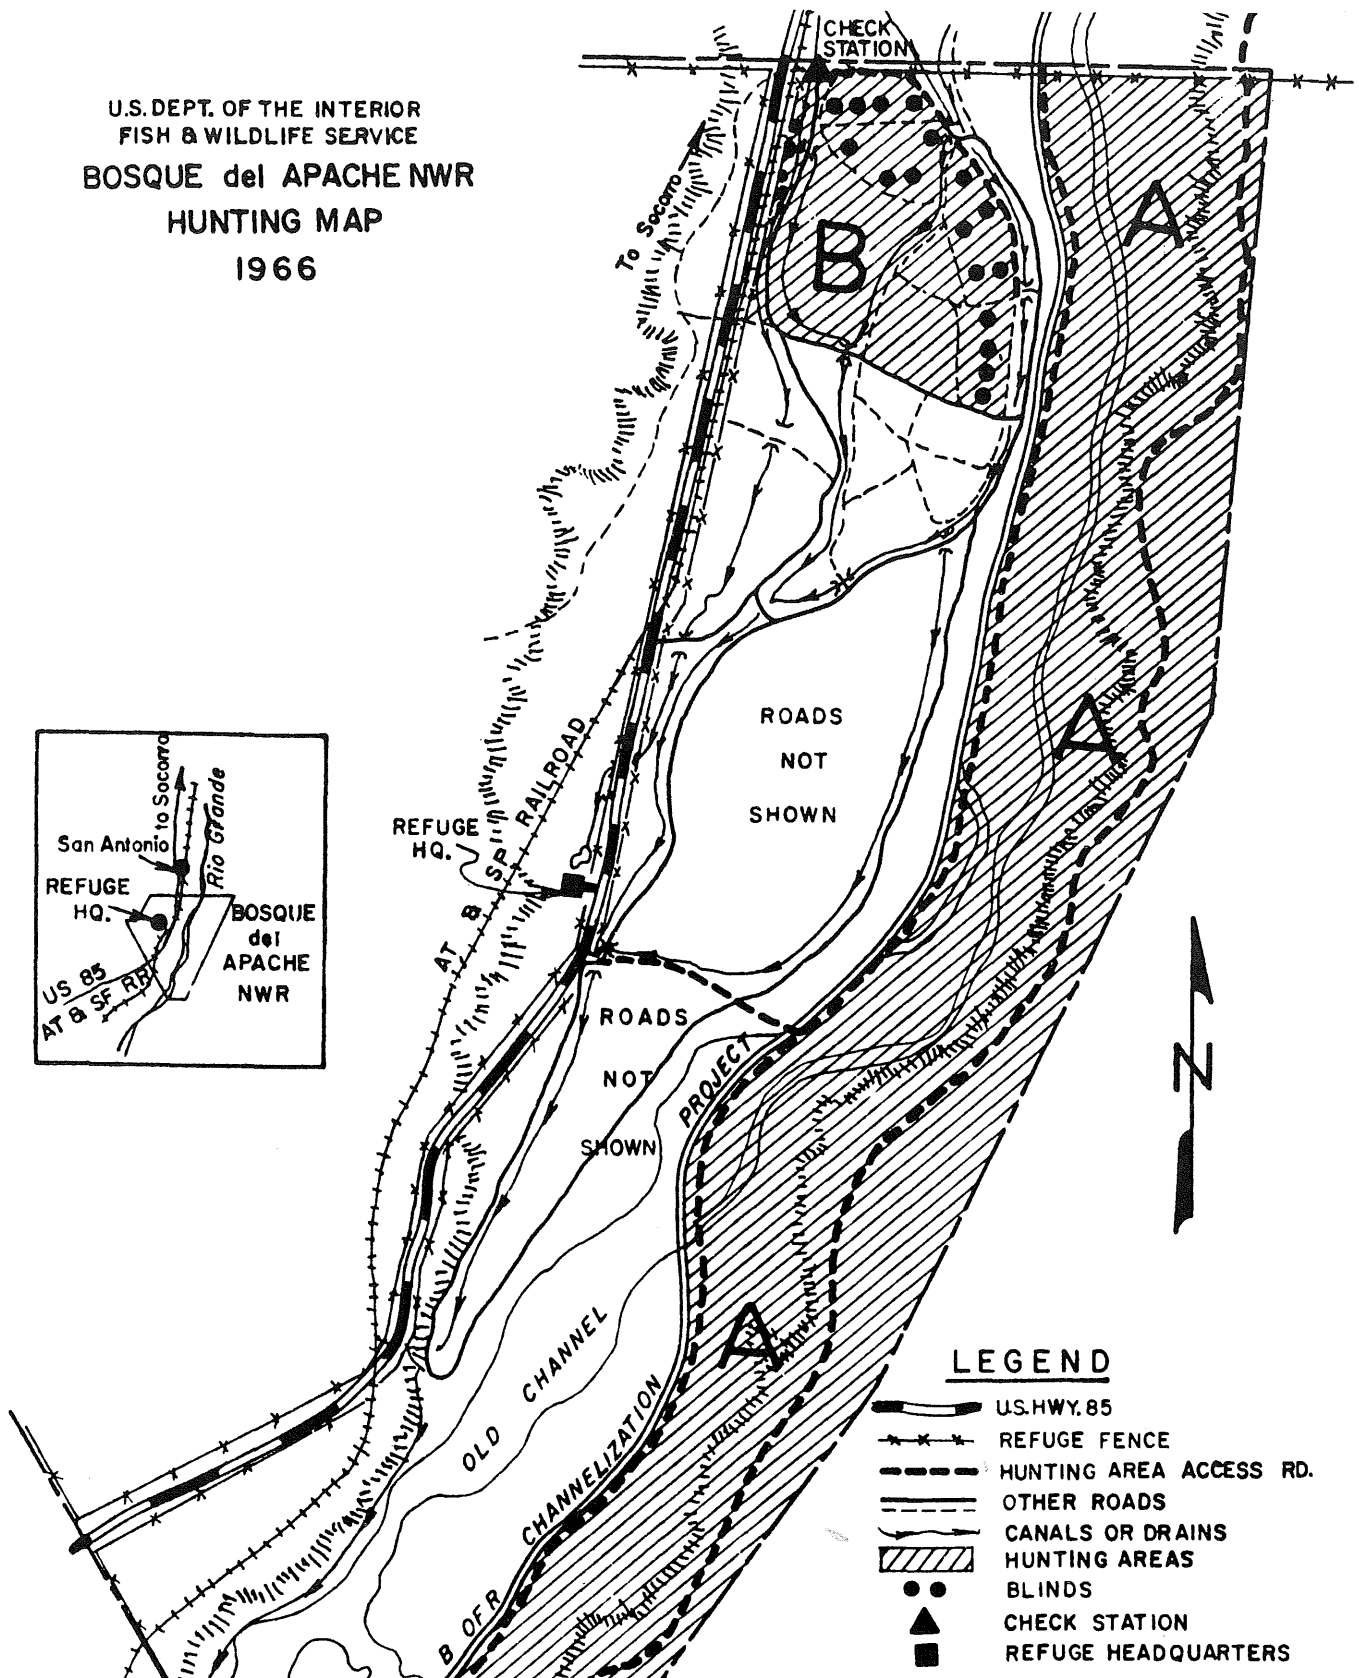 CHECK
STATION
U.S. DEPT. OF THE INTERIOR
FISH & WILDLIFE SERVICE
BOSQUE del APACHE NWR
HUNTING MAP
1966
To Socorro
A
B
ROADS
NOT
SHOWN
A
AT & SF RAILROAD
REFUGE
HQ.
to Socorro
Rio Grande
San Antonio
REFUGE
HQ.
BOSQUE
del
APACHE
NWR
US 85
AT & SF RR
ROADS
NOT
SHOWN
N
A
OLD CHANNEL
B OF R CHANNELIZATION PROJECT
LEGEND
U.S.HWY. 85
REFUGE FENCE
HUNTING AREA ACCESS RD.
OTHER ROADS
CANALS OR DRAINS
HUNTING AREAS
BLINDS
CHECK STATION
REFUGE HEADQUARTERS